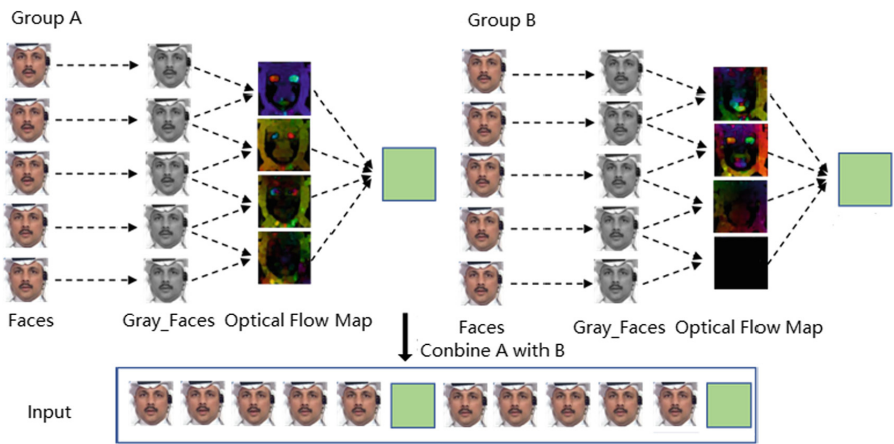 Group A
Group B
Faces
Gray_Faces
Optical Flow Map
Faces
Gray_Faces
Optical Flow Map
Conbine A with B
Input